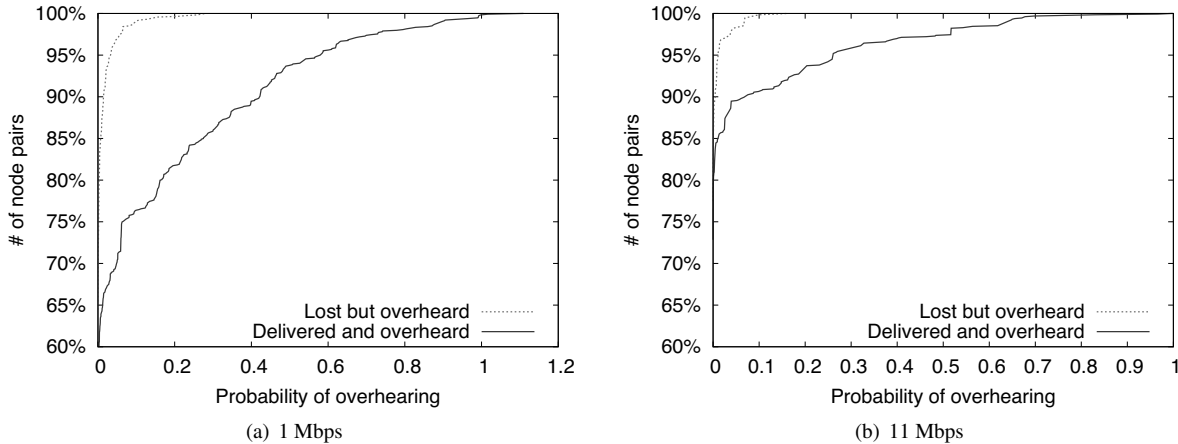 100%
95%
90%
85%
80%
75%
70%
65%
60%
# of node pairs
Lost but overheard
Delivered and overheard
0 0.2 0.4 0.6 0.8 1 1.2
Probability of overhearing
(a) 1 Mbps
100%
95%
90%
85%
80%
75%
70%
65%
60%
# of node pairs
Lost but overheard
Delivered and overheard
0 0.1 0.2 0.3 0.4 0.5 0.6 0.7 0.8 0.9 1
Probability of overhearing
(b) 11 Mbps